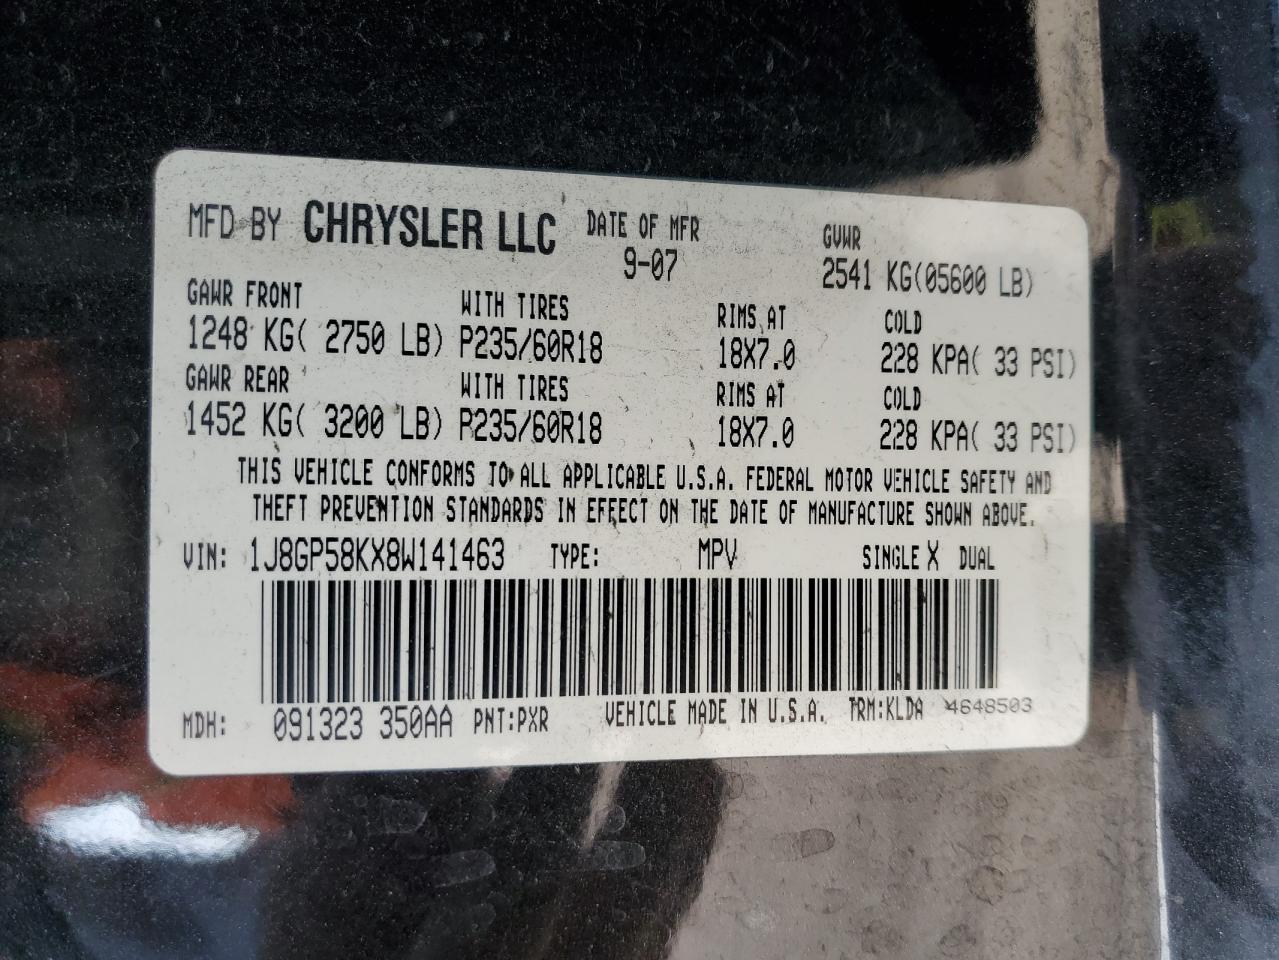 MFD BY CHRYSLER LLC DATE OF MFR GVWR
9-07 2541 KG(05600 LB)
GAWR FRONT WITH TIRES RIMS AT COLD
1248 KG( 2750 LB) P235/60R18 18X7.0 228 KPA( 33 PSI)
GAWR REAR WITH TIRES RIMS AT COLD
1452 KG( 3200 LB) P235/60R18 18X7.0 228 KPA( 33 PSI)
THIS VEHICLE CONFORMS TO ALL APPLICABLE U.S.A. FEDERAL MOTOR VEHICLE SAFETY AND
THEFT PREVENTION STANDARDS IN EFFECT ON THE DATE OF MANUFACTURE SHOWN ABOVE.
VIN: 1J8GP58KX8W141463 TYPE: MPV SINGLE X DUAL
MDH: 091323 350AA PNT:PXR VEHICLE MADE IN U.S.A. TRM:KLDA 4648503